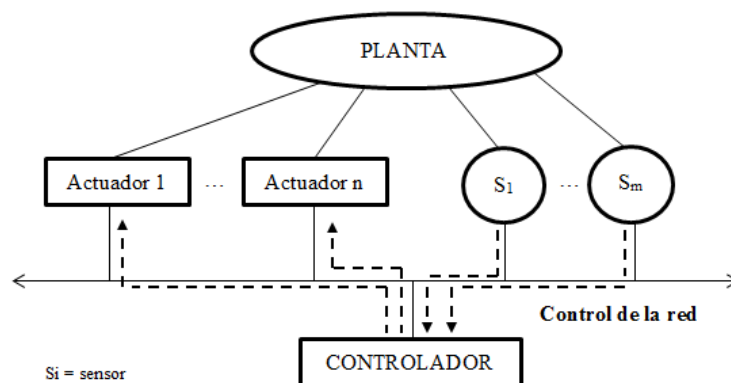 PLANTA
Actuador 1 ... Actuador n S1 ... Sm
Control de la red
CONTROLADOR
Si = sensor